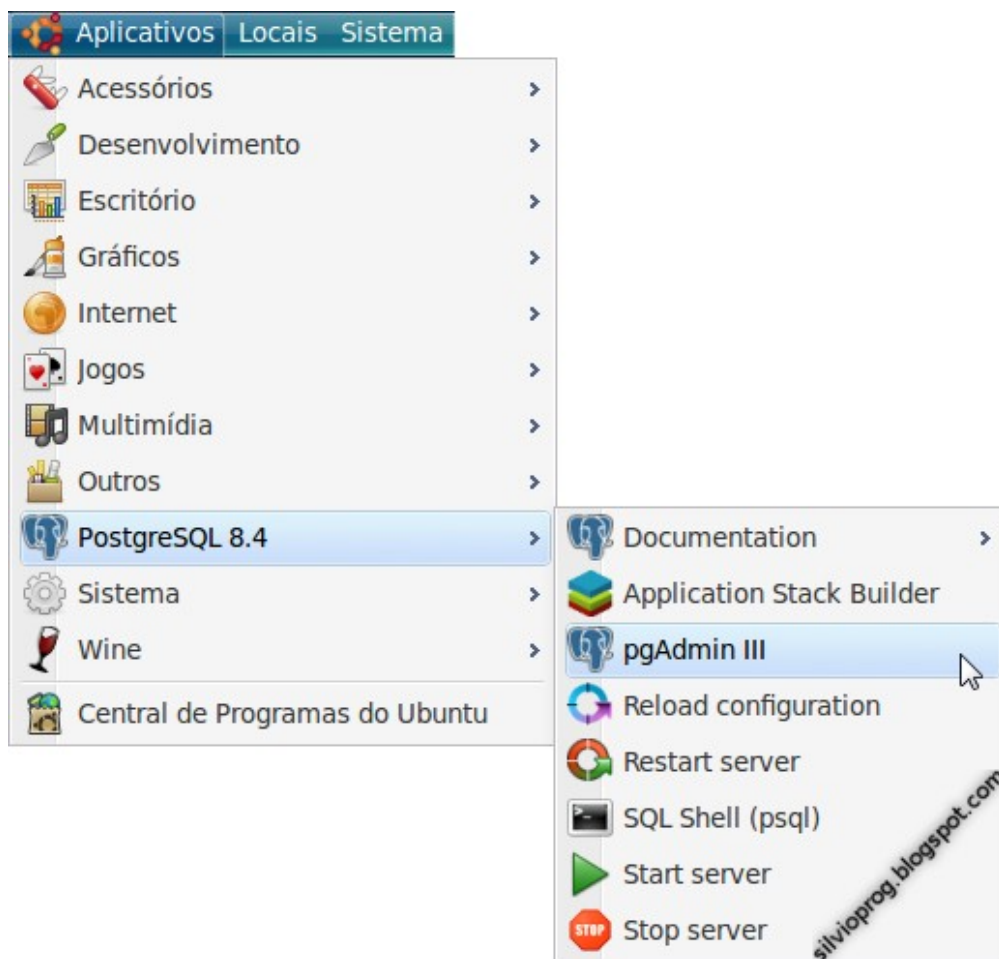 Aplicativos Locais Sistema
Acessórios
Desenvolvimento
Escritório
Gráficos
Internet
Jogos
Multimídia
Outros
PostgreSQL 8.4
Sistema
Wine
Central de Programas do Ubuntu
Documentation
Application Stack Builder
pgAdmin III
Reload configuration
Restart server
SQL Shell (psql)
Start server
STOP Stop server
silvioprog.blogspot.com